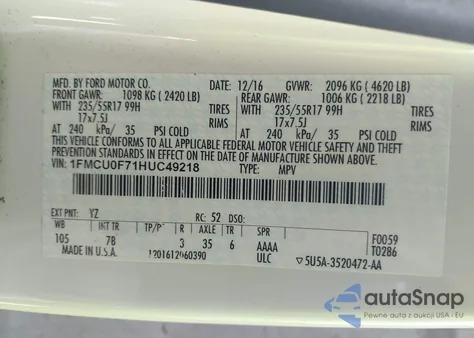 MFD. BY FORD MOTOR CO. 12/16 GVWR: 2096 KG ( 4620 LB)
FRONT GAWR: 1098 KG ( 2420 LB) REAR GAWR: 1006 KG ( 2218 LB)
WITH 235/55R17 99H TIRES WITH 235/55R17 99H TIRES
17x7.5J RIMS 17x7.5J RIMS
AT 240 kPa/ 35 PSI COLD AT 240 kPa/ 35 PSI COLD
THIS VEHICLE CONFORMS TO ALL APPLICABLE FEDERAL MOTOR VEHICLE SAFETY AND THEFT PREVENTION STANDARDS IN EFFECT ON THE DATE OF MANUFACTURE SHOWN ABOVE.
VIN: 1FMCU0F71HUC49218 TYPE: MPV
EXT PNT: YZ RC: 52 DSO:
WB INT TR TP/PS R AXLE TR SPR
105 7B 3 35 6 AAAA F0059
MADE IN U.S.A. ULC T0286
5U5A-3520472-AA
autoSnap
Pewne auta z USA i EU